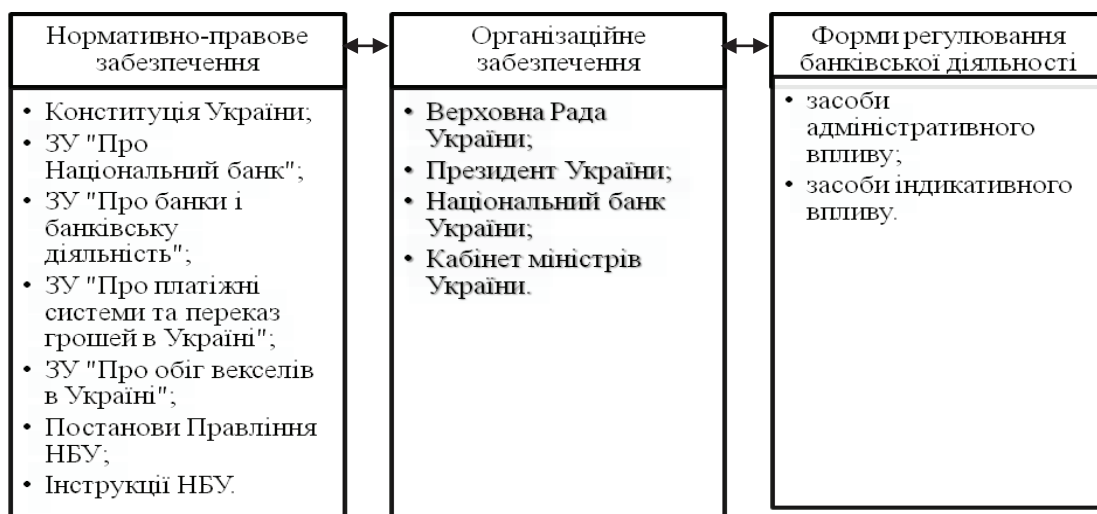 Нормативно-правове
забезпечення
• Конституція України;
• ЗУ "Про
Національний банк";
• ЗУ "Про банки і
банківську
діяльність";
• ЗУ "Про платіжні
системи та переказ
грошей в Україні";
• ЗУ "Про обіг векселів
в Україні";
• Постанови Правління
НБУ;
• Інструкції НБУ.
Організаційне
забезпечення
• Верховна Рада
України;
• Президент України;
• Національний банк
України;
• Кабінет міністрів
України.
Форми регулювання
банківської діяльності
• засоби
адміністративного
впливу;
• засоби індикативного
впливу.